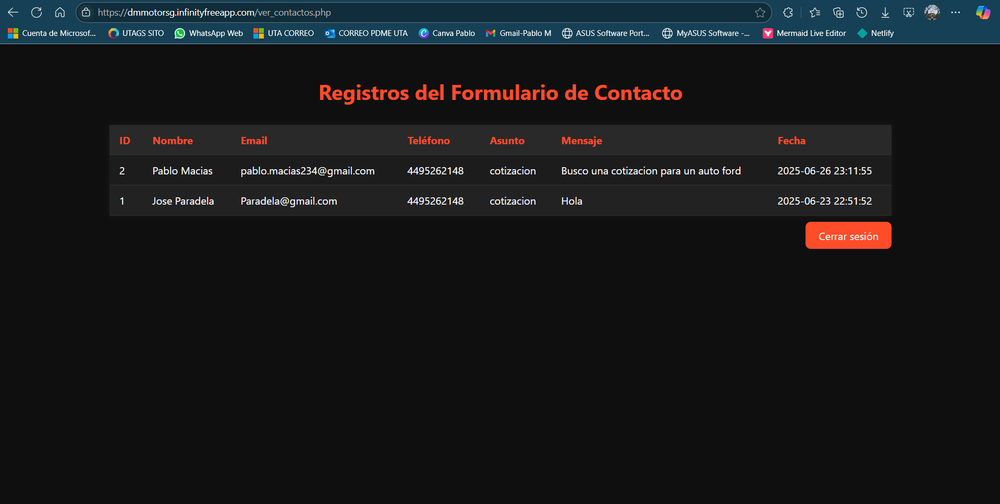 https://dmmotorsg.infinityfreeapp.com/ver_contactos.php
Cuenta de Microsof... UTAGS SITO WhatsApp Web UTA CORREO CORREO PDME UTA Canva Pablo Gmail-Pablo M ASUS Software Port... MyASUS Software -... Mermaid Live Editor Netlify
Registros del Formulario de Contacto
ID Nombre Email Teléfono Asunto Mensaje Fecha
2 Pablo Macias pablo.macias234@gmail.com 4495262148 cotizacion Busco una cotizacion para un auto ford 2025-06-26 23:11:55
1 Jose Paradela Paradela@gmail.com 4495262148 cotizacion Hola 2025-06-23 22:51:52
Cerrar sesión